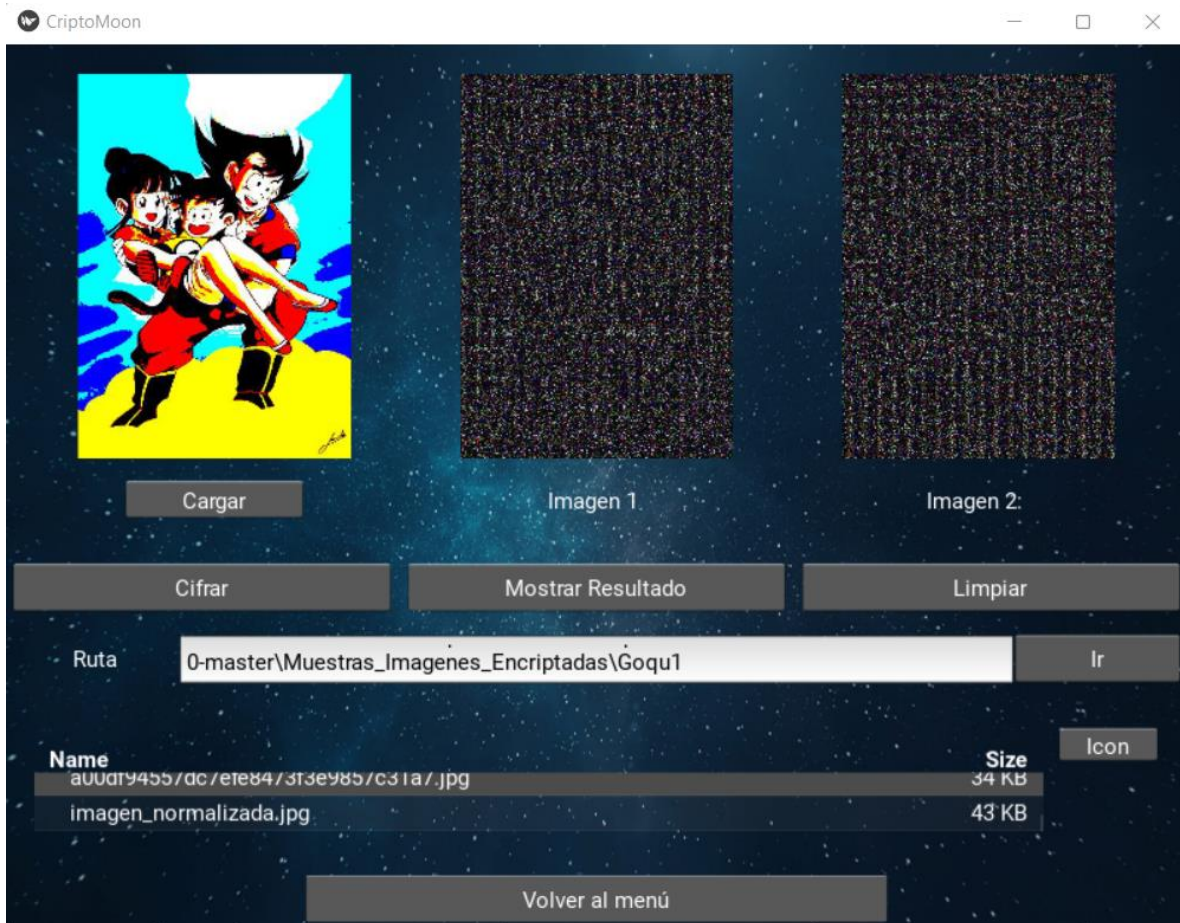 CriptoMoon
Cargar
Imagen 1
Imagen 2:
Cifrar
Mostrar Resultado
Limpiar
Ruta
0-master\Muestras_Imagenes_Encriptadas\Goqu1
Ir
Icon
Name
Size
a00df94557dc7efe8473f3e9857c31a7.jpg
34 KB
imagen_normalizada.jpg
43 KB
Volver al menú